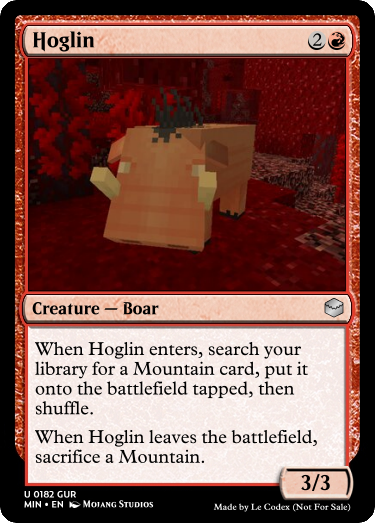 Hoglin 2
Creature — Boar
When Hoglin enters, search your
library for a Mountain card, put it
onto the battlefield tapped, then
shuffle.
When Hoglin leaves the battlefield,
sacrifice a Mountain.
3/3
U 0182 GUR
MIN • EN Mojang Studios
Made by Le Codex (Not For Sale)